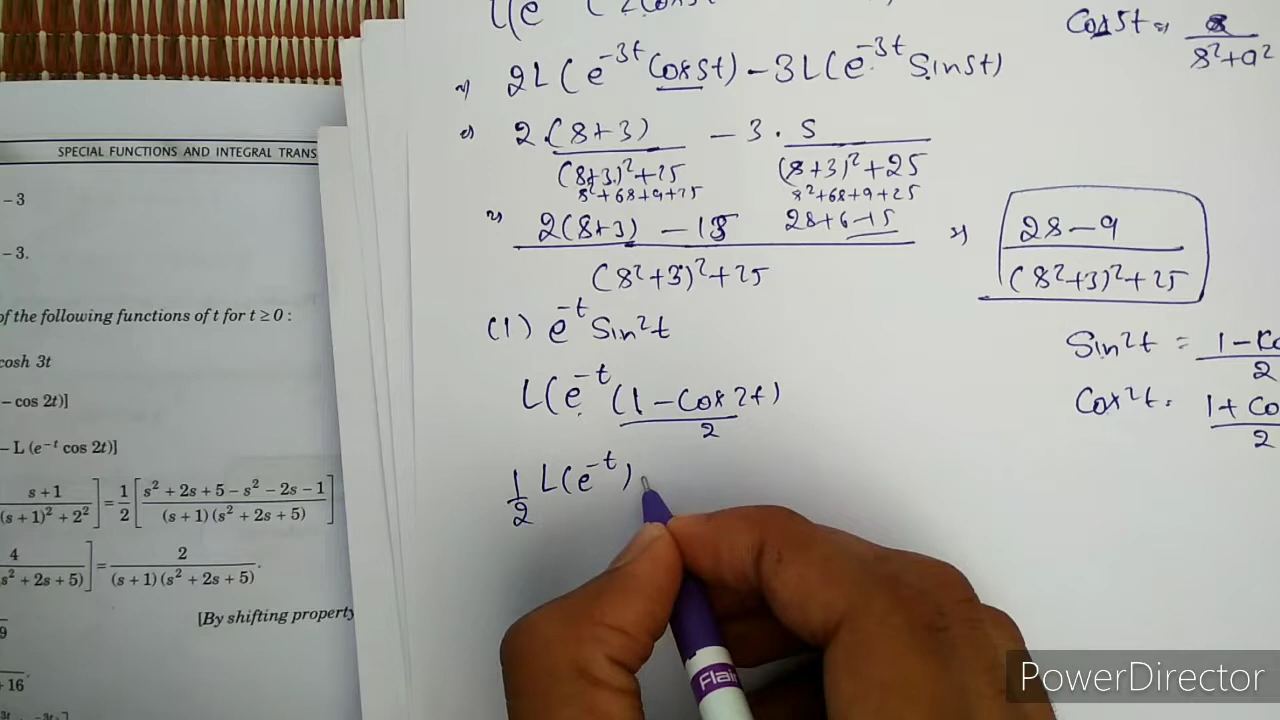 2L(e^-3t Cos5t) - 3L(e^-3t Sin5t)
Cos5t = s/(s²+a²)
2.(s+3)/((s+3)²+25) - 3.5/((s+3)²+25)
s²+6s+9+25 s²+6s+9+25
2(s+3) - 15 2s+6-15
(s²+3)²+25
2s-9
(s²+3)²+25
(1) e^-t Sin²t
L(e^-t (1-Cos2t)/2
1/2 L(e^-t)
Sin²t = 1-Co
2
Cos²t = 1+Co
2
SPECIAL FUNCTIONS AND INTEGRAL TRANS
-3
-3.
of the following functions of t for t ≥ 0 :
cosh 3t
- cos 2t)]
- L (e^-t cos 2t)]
s+1/((s+1)²+2²)] = 1/2 [(s²+2s+5-s²-2s-1)/((s+1)(s²+2s+5))]
4/(s²+2s+5)] = 2/((s+1)(s²+2s+5)).
[By shifting property
9
+16
Flair
PowerDirector